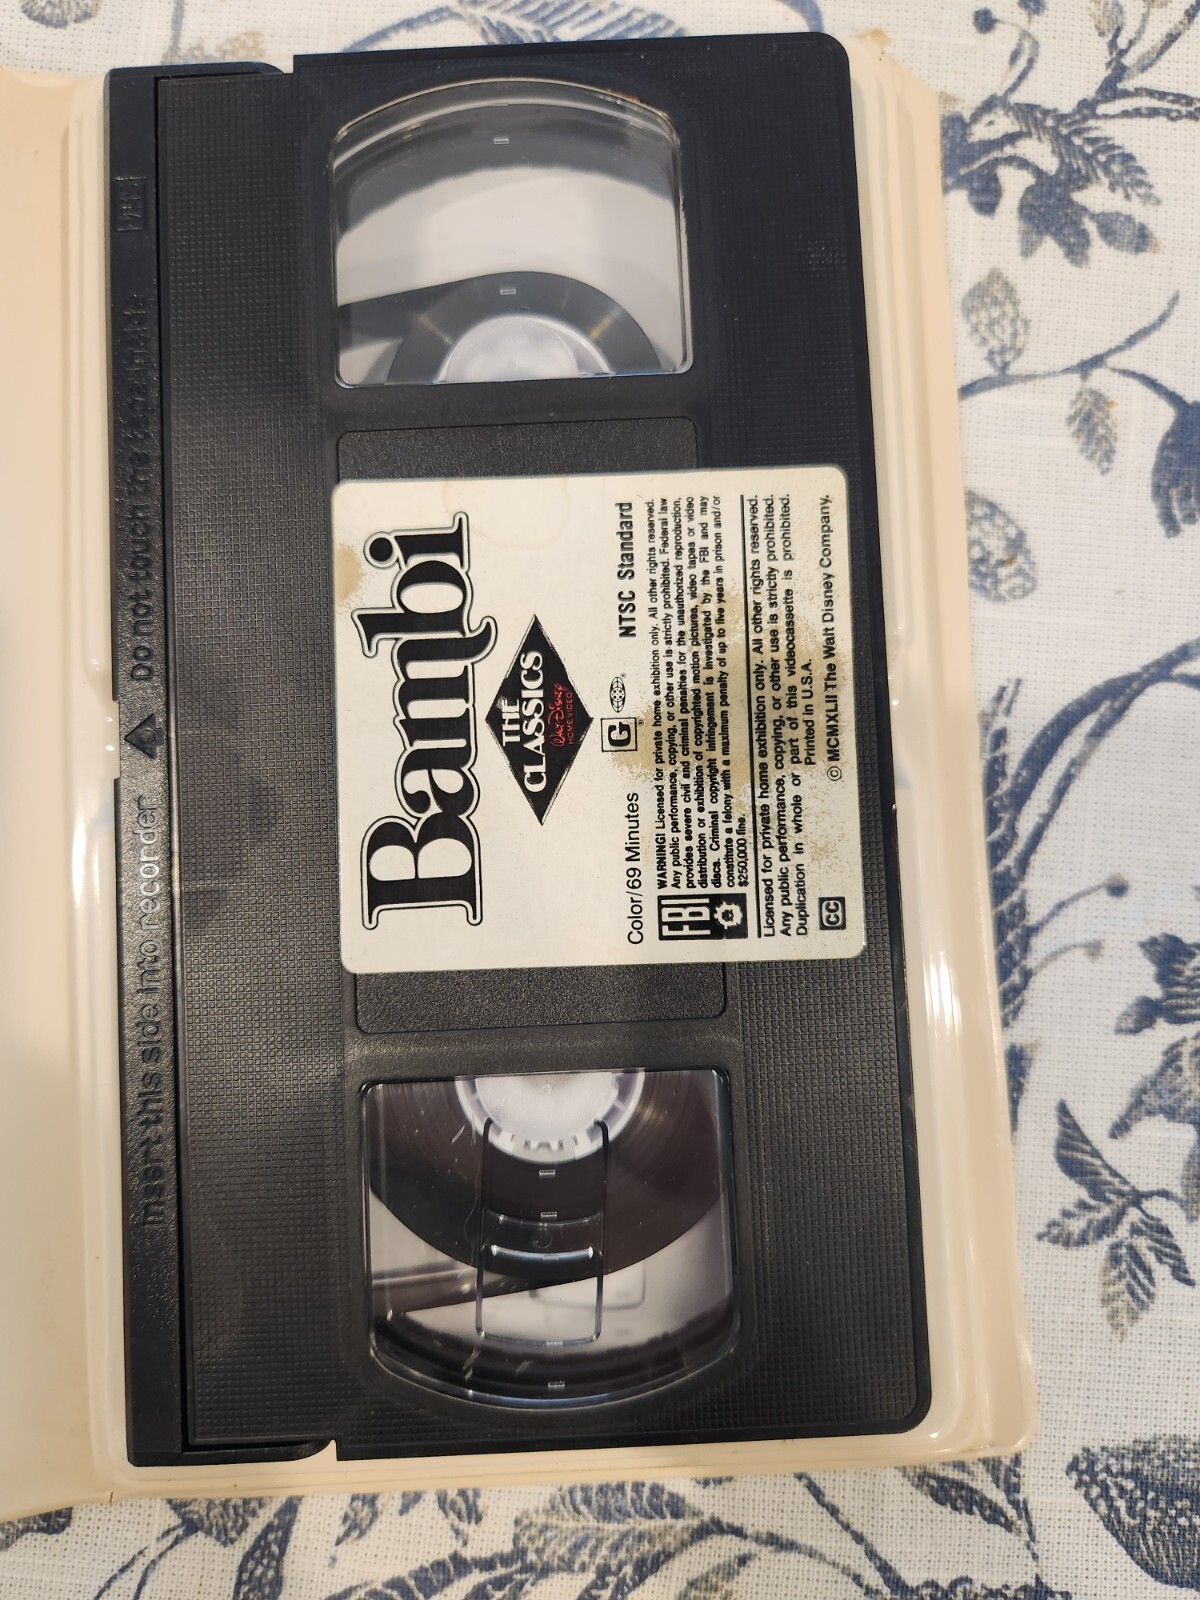 VHS
Insert this side into recorder
Do not touch the tape inside
Bambi
THE
CLASSICS
WALT DISNEY
HOME VIDEO
Color/69 Minutes
G
NTSC Standard
FBI
WARNING! Licensed for private home exhibition only. All other rights reserved.
Any public performance, copying, or other use is strictly prohibited. Federal law
provides severe civil and criminal penalties for the unauthorized reproduction,
distribution or exhibition of copyrighted motion pictures, video tapes or video
discs. Criminal copyright infringement is investigated by the FBI and may
constitute a felony with a maximum penalty of up to five years in prison and/or
$250,000 fine.
Licensed for private home exhibition only. All other rights reserved.
Any public performance, copying, or other use is strictly prohibited.
Duplication in whole or part of this videocassette is prohibited.
Printed in U.S.A.
CC
© MCMXLII The Walt Disney Company.